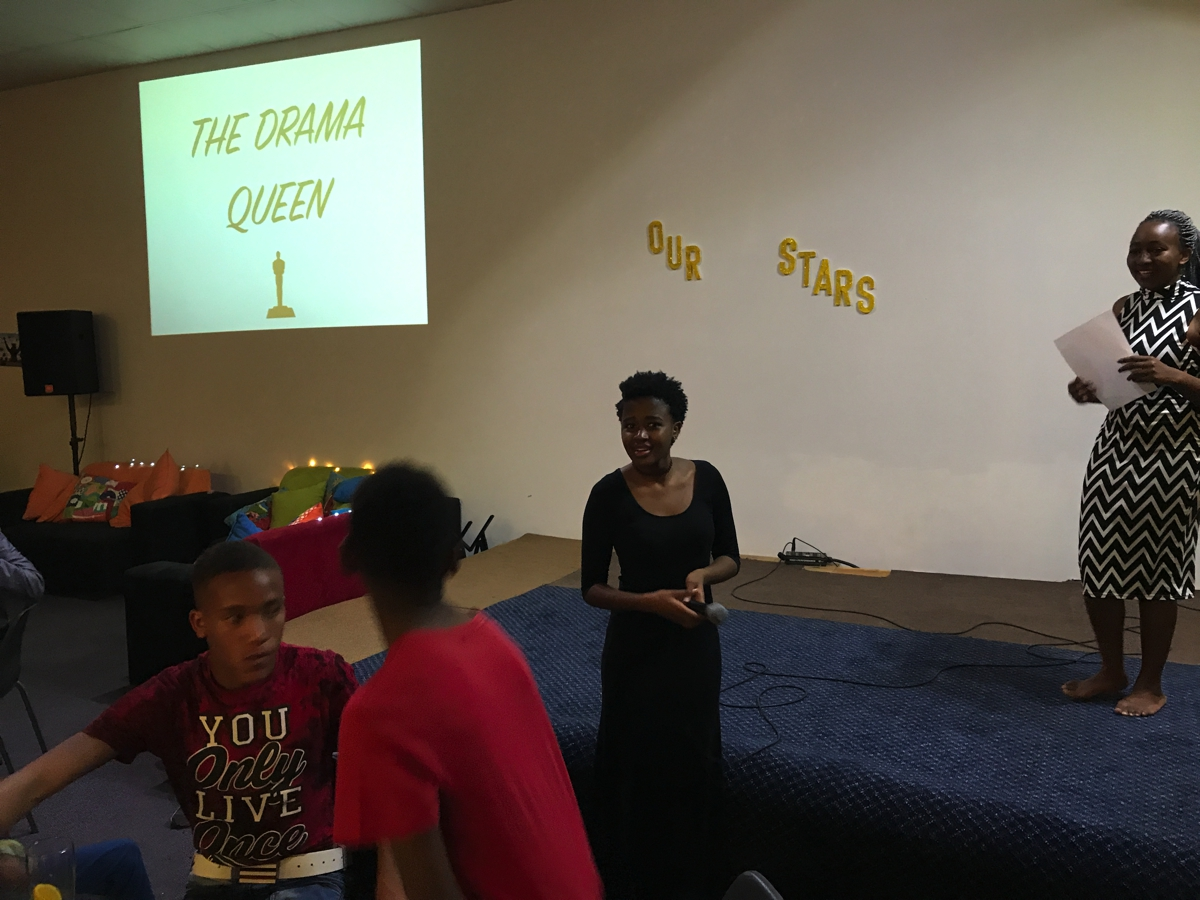 THE DRAMA
QUEEN
OUR STARS
YOU
Only
LIVE
Once